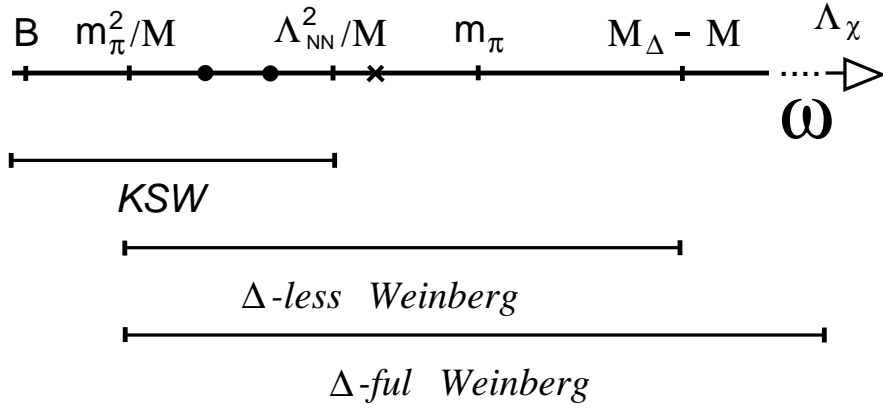 B m_π^2/M Λ_NN^2/M m_π M_Δ - M Λ_χ
ω
KSW
Δ-less Weinberg
Δ-ful Weinberg